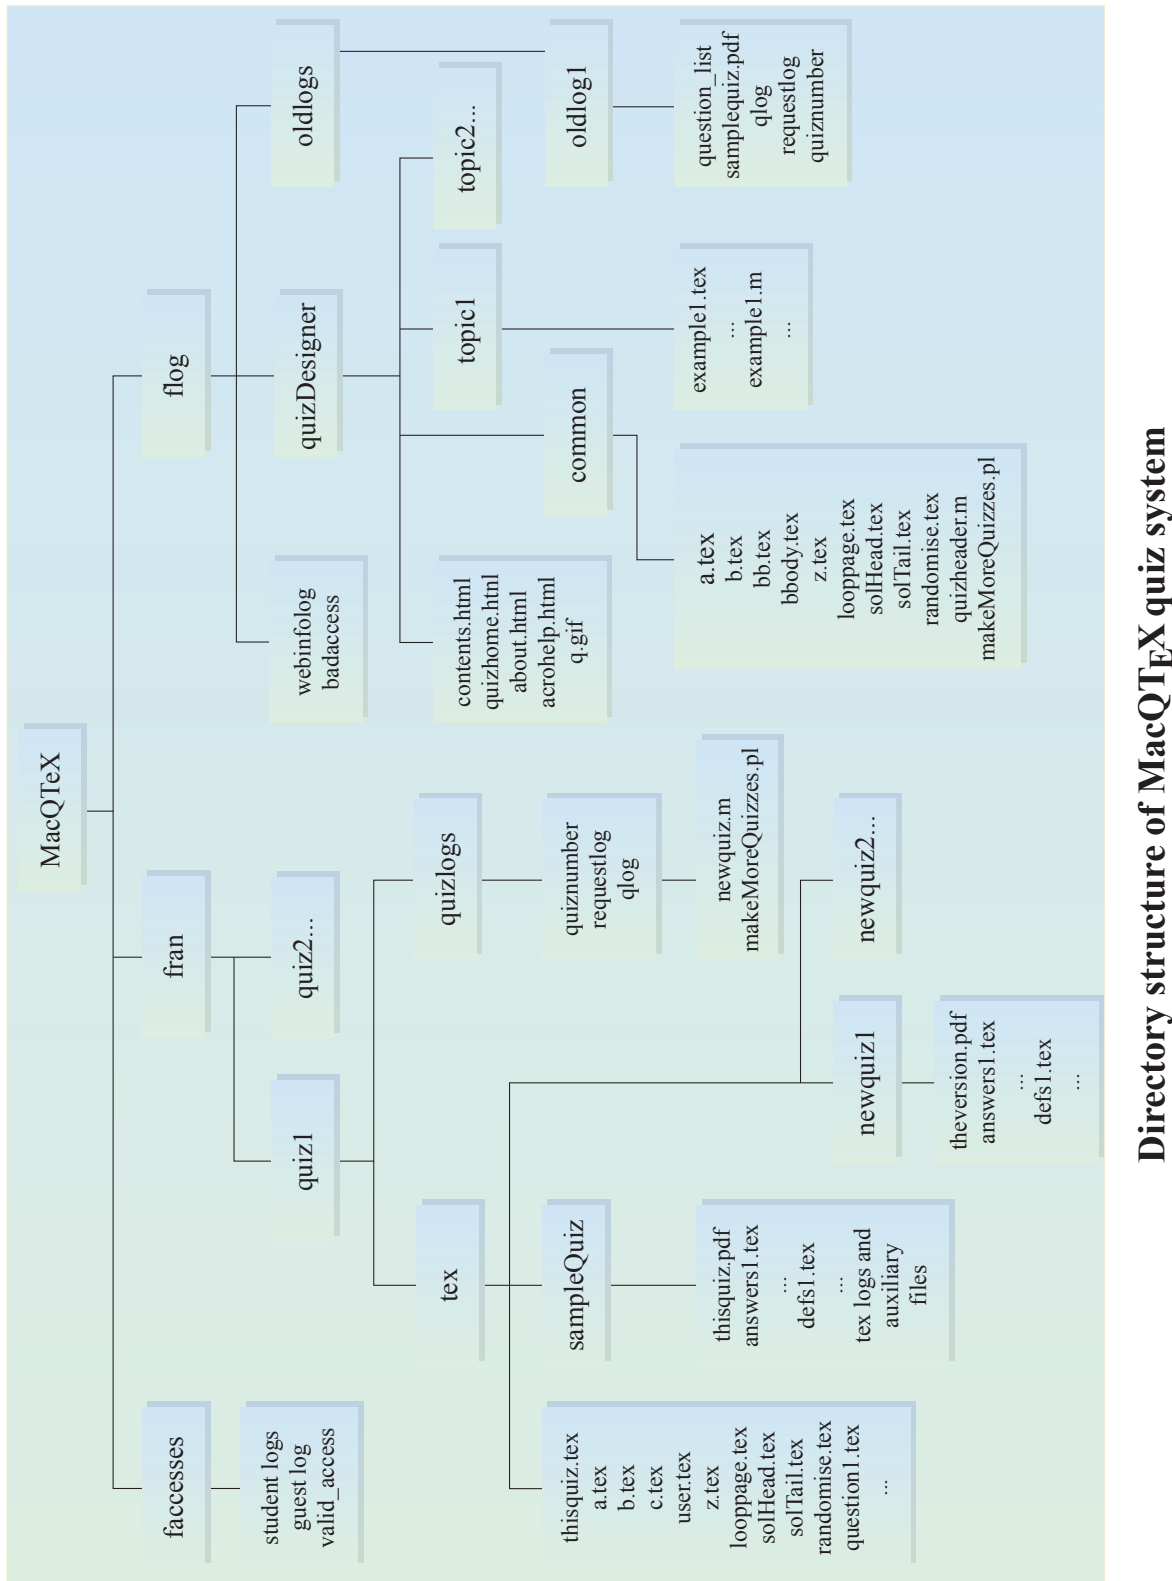 MacQTeX
faccesses
fran
flog
student logs
guest log
valid_access
quiz1
quiz2...
webinfolog
badaccess
quizDesigner
oldlogs
tex
quizlogs
contents.html
quizhome.htnl
about.html
acrohelp.html
q.gif
topic1
topic2...
thisquiz.tex
a.tex
b.tex
c.tex
user.tex
z.tex
looppage.tex
solHead.tex
solTail.tex
randomise.tex
question1.tex
...
sampleQuiz
quiznumber
requestlog
qlog
common
oldlog1
thisquiz.pdf
answers1.tex
...
defs1.tex
...
tex logs and
auxiliary
files
newquiz.m
makeMoreQuizzes.pl
a.tex
b.tex
bb.tex
bbody.tex
z.tex
looppage.tex
solHead.tex
solTail.tex
randomise.tex
quizheader.m
makeMoreQuizzes.pl
example1.tex
...
example1.m
...
question_list
samplequiz.pdf
qlog
requestlog
quiznumber
newquiz1
newquiz2...
theversion.pdf
answers1.tex
...
defs1.tex
...
Directory structure of MacQTEX quiz system